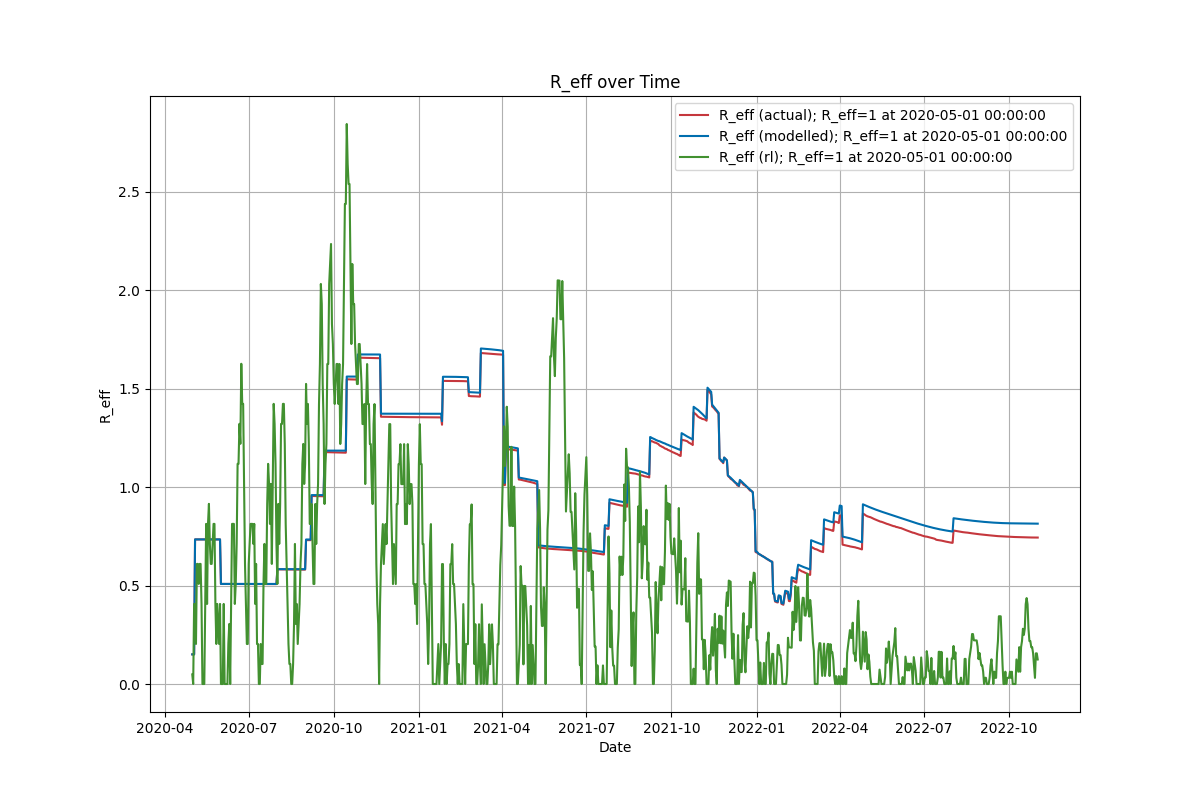 R_eff over Time
R_eff (actual); R_eff=1 at 2020-05-01 00:00:00
R_eff (modelled); R_eff=1 at 2020-05-01 00:00:00
R_eff (rl); R_eff=1 at 2020-05-01 00:00:00
R_eff
2.5
2.0
1.5
1.0
0.5
0.0
2020-04 2020-07 2020-10 2021-01 2021-04 2021-07 2021-10 2022-01 2022-04 2022-07 2022-10
Date